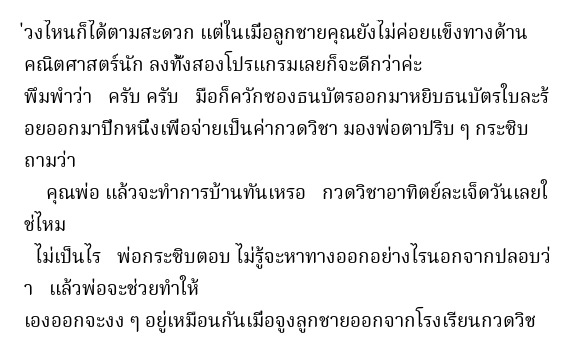 ่วงไหนก็ได้ตามสะดวก แต่ในเมื่อลูกชายคุณยังไม่ค่อยแข็งทางด้าน
คณิตศาสตร์นัก ลงทั้งสองโปรแกรมเลยก็จะดีกว่าค่ะ
พึมพำว่า ครับ ครับ มือก็ควักซองธนบัตรออกมาหยิบธนบัตรใบละร้
อยออกมาปึกหนึ่งเพื่อจ่ายเป็นค่ากวดวิชา มองพ่อตาปริบ ๆ กระซิบ
ถามว่า
คุณพ่อ แล้วจะทำการบ้านทันเหรอ กวดวิชาอาทิตย์ละเจ็ดวันเลยใ
ช่ไหม
ไม่เป็นไร พ่อกระซิบตอบ ไม่รู้จะหาทางออกอย่างไรนอกจากปลอบว่
า แล้วพ่อจะช่วยทำให้
เองออกจะงง ๆ อยู่เหมือนกันเมื่อจูงลูกชายออกจากโรงเรียนกวดวิช